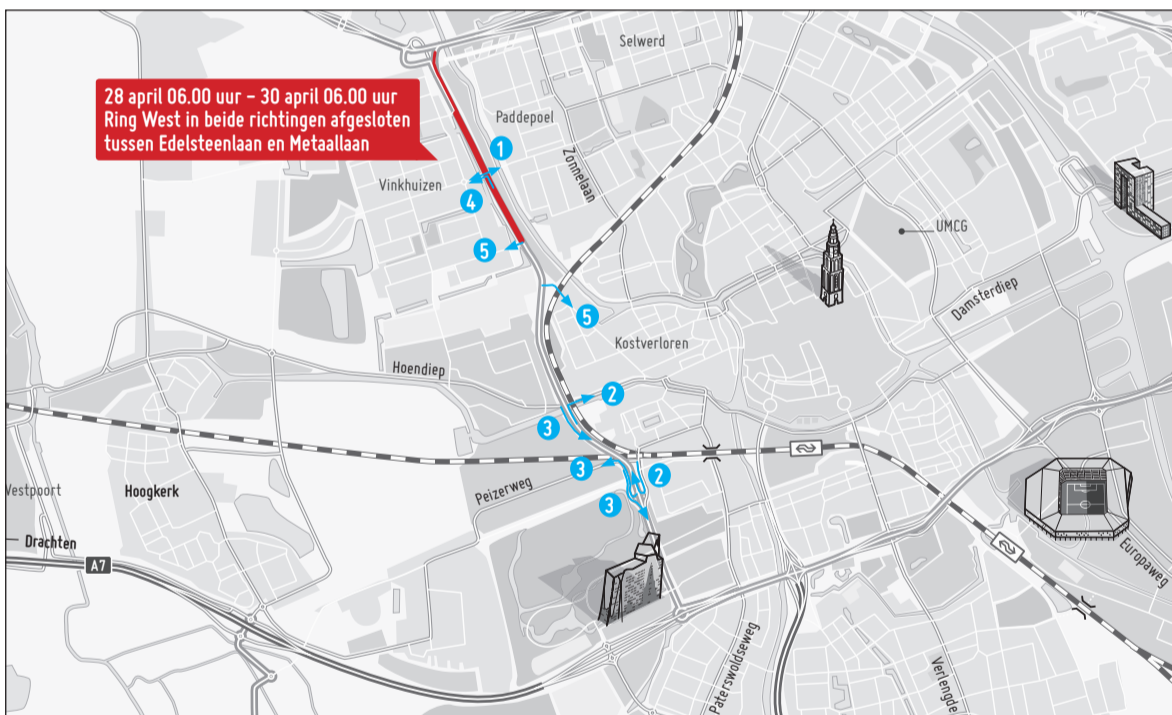 Selwerd
28 april 06.00 uur – 30 april 06.00 uur
Ring West in beide richtingen afgesloten
tussen Edelsteenlaan en Metaallaan
Paddepoel
1
Zonnelaan
Vinkhuizen
4
5
UMCG
Damsterdiep
5
Kostverloren
Hoendiep
2
3
3
2
Peizerweg
3
Westpoort
Hoogkerk
Drachten
A7
Europaweg
Paterswoldseweg
Verlengde